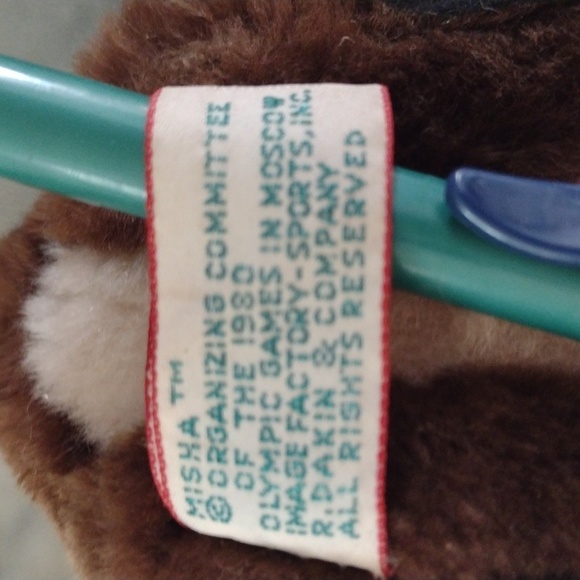 MISHA ™
© ORGANIZING COMMITTEE
OF THE 1980
OLYMPIC GAMES IN MOSCOW
IMAGE FACTORY-SPORTS, INC.
R. DAKIN & COMPANY
ALL RIGHTS RESERVED